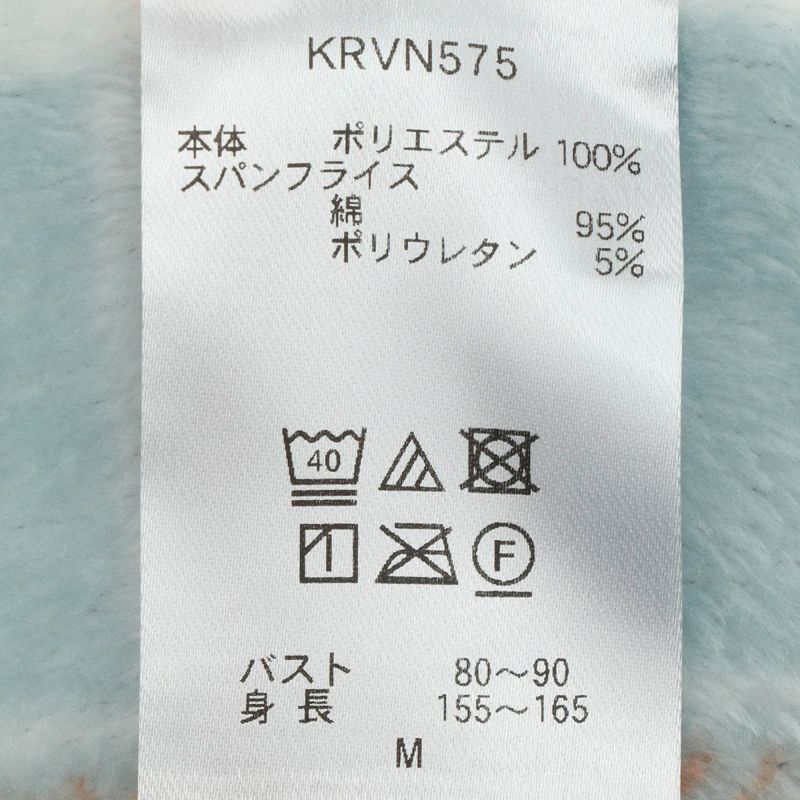 KRVN575
本体 ポリエステル 100%
スパンフライス
綿 95%
ポリウレタン 5%
40
F
バスト 80〜90
身長 155〜165
M